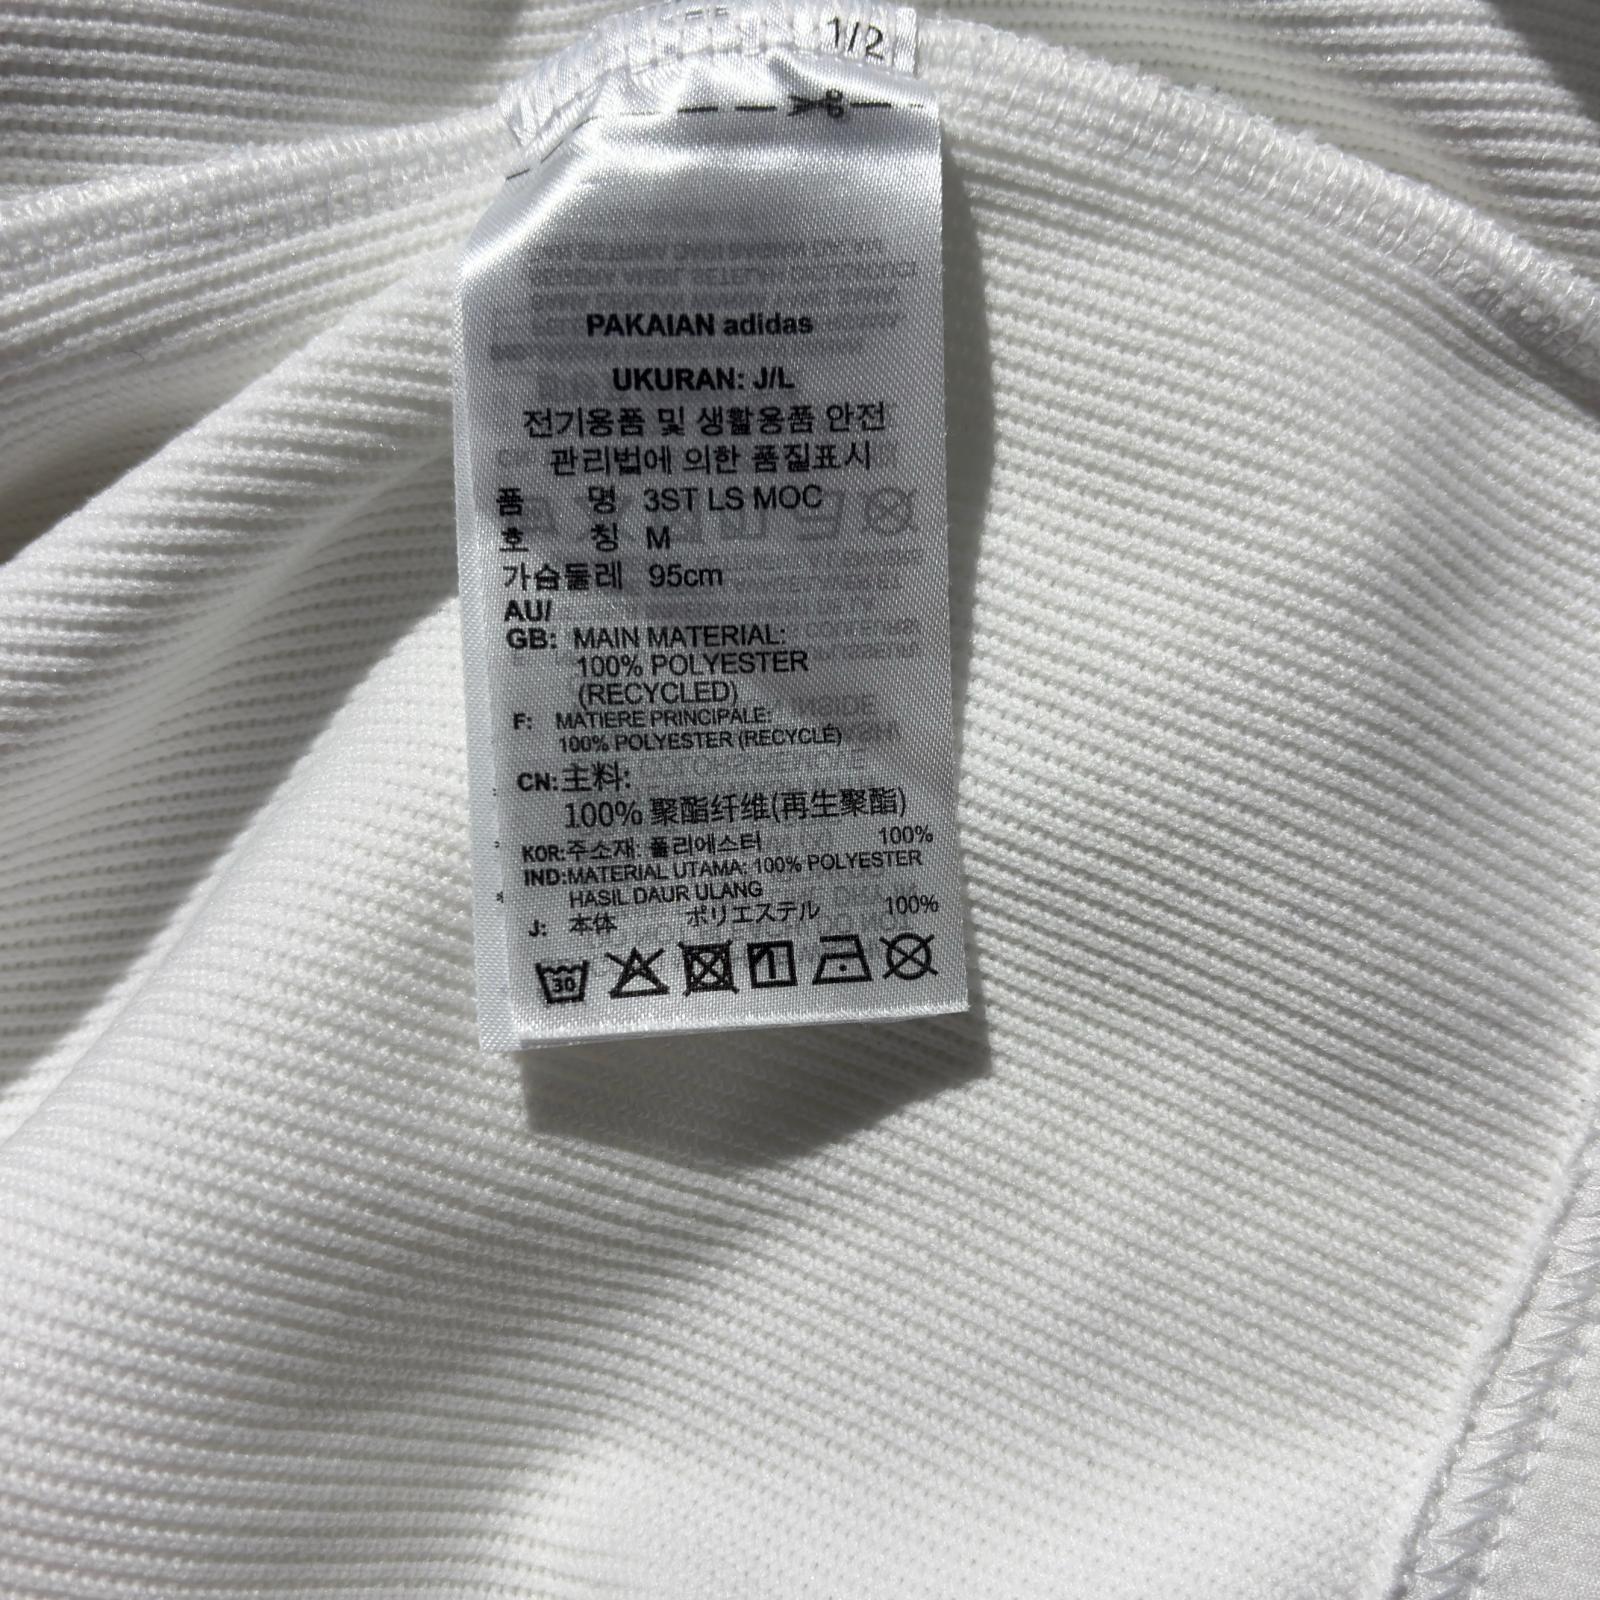 1/2
PAKAIAN adidas
UKURAN: J/L
전기용품 및 생활용품 안전
관리법에 의한 품질표시
품 명 3ST LS MOC
호 칭 M
가슴둘레 95cm
AU/
GB: MAIN MATERIAL:
100% POLYESTER
(RECYCLED)
F: MATIERE PRINCIPALE:
100% POLYESTER (RECYCLÉ)
CN: 主料:
100% 聚酯纤维(再生聚酯)
KOR:주소재: 폴리에스터 100%
IND:MATERIAL UTAMA: 100% POLYESTER
HASIL DAUR ULANG
J: 本体 ポリエステル 100%
30